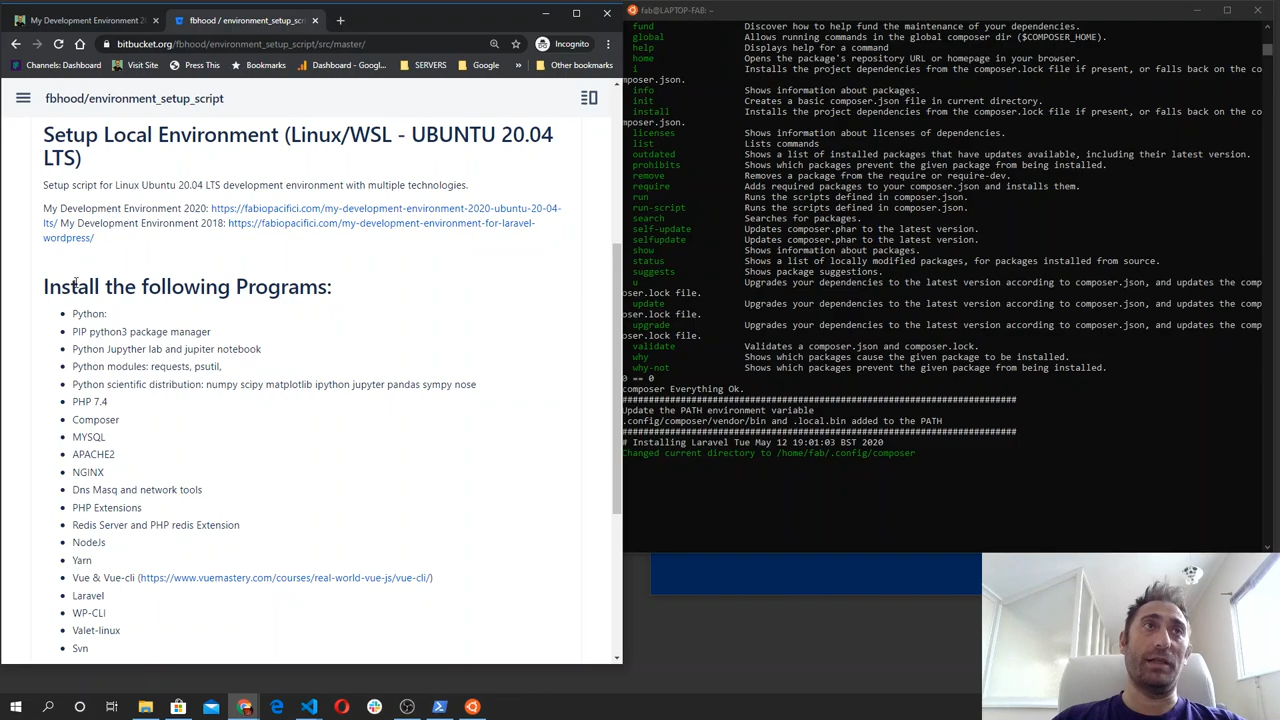 My Development Environment 20
fbhood / environment_setup_scrip
bitbucket.org/fbhood/environment_setup_script/src/master/
Incognito
Channels: Dashboard
Visit Site
Press This
Bookmarks
Dashboard – Googl...
SERVERS
Google
Other bookmarks
fbhood/environment_setup_script
Setup Local Environment (Linux/WSL - UBUNTU 20.04
LTS)
Setup script for Linux Ubuntu 20.04 LTS development environment with multiple technologies.
My Development Environment 2020: https://fabiopacifici.com/my-development-environment-2020-ubuntu-20-04-
lts/ My Development Environment 2018: https://fabiopacifici.com/my-development-environment-for-laravel-
wordpress/
Install the following Programs:
Python:
PIP python3 package manager
Python Jupyther lab and jupiter notebook
Python modules: requests, psutil,
Python scientific distribution: numpy scipy matplotlib ipython jupyter pandas sympy nose
PHP 7.4
Composer
MYSQL
APACHE2
NGINX
Dns Masq and network tools
PHP Extensions
Redis Server and PHP redis Extension
NodeJs
Yarn
Vue & Vue-cli (https://www.vuemastery.com/courses/real-world-vue-js/vue-cli/)
Laravel
WP-CLI
Valet-linux
Svn
fab@LAPTOP-FAB: ~
fund Discover how to help fund the maintenance of your dependencies.
global Allows running commands in the global composer dir ($COMPOSER_HOME).
help Displays help for a command
home Opens the package's repository URL or homepage in your browser.
i Installs the project dependencies from the composer.lock file if present, or falls back on the co
mposer.json.
info Shows information about packages.
init Creates a basic composer.json file in current directory.
install Installs the project dependencies from the composer.lock file if present, or falls back on the co
mposer.json.
licenses Shows information about licenses of dependencies.
list Lists commands
outdated Shows a list of installed packages that have updates available, including their latest version.
prohibits Shows which packages prevent the given package from being installed.
remove Removes a package from the require or require-dev.
require Adds required packages to your composer.json and installs them.
run Runs the scripts defined in composer.json.
run-script Runs the scripts defined in composer.json.
search Searches for packages.
self-update Updates composer.phar to the latest version.
selfupdate Updates composer.phar to the latest version.
show Shows information about packages.
status Shows a list of locally modified packages, for packages installed from source.
suggests Shows package suggestions.
u Upgrades your dependencies to the latest version according to composer.json, and updates the comp
oser.lock file.
update Upgrades your dependencies to the latest version according to composer.json, and updates the comp
oser.lock file.
upgrade Upgrades your dependencies to the latest version according to composer.json, and updates the comp
oser.lock file.
validate Validates a composer.json and composer.lock.
why Shows which packages cause the given package to be installed.
why-not Shows which packages prevent the given package from being installed.
0 == 0
composer Everything Ok.
##########################################################################
Update the PATH environment variable
.config/composer/vendor/bin and .local.bin added to the PATH
##########################################################################
# Installing Laravel Tue May 12 19:01:03 BST 2020
Changed current directory to /home/fab/.config/composer